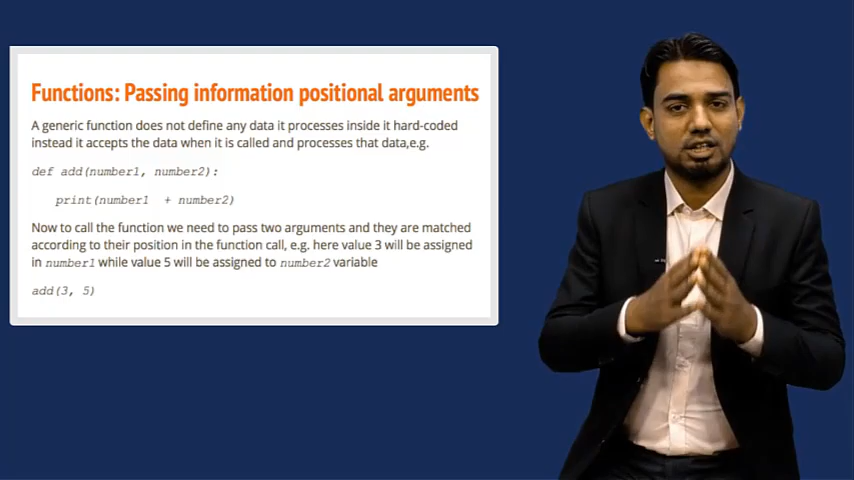 Functions: Passing information positional arguments
A generic function does not define any data it processes inside it hard-coded
instead it accepts the data when it is called and processes that data,e.g.
def add(number1, number2):
print(number1 + number2)
Now to call the function we need to pass two arguments and they are matched
according to their position in the function call, e.g. here value 3 will be assigned
in number1 while value 5 will be assigned to number2 variable
add(3, 5)